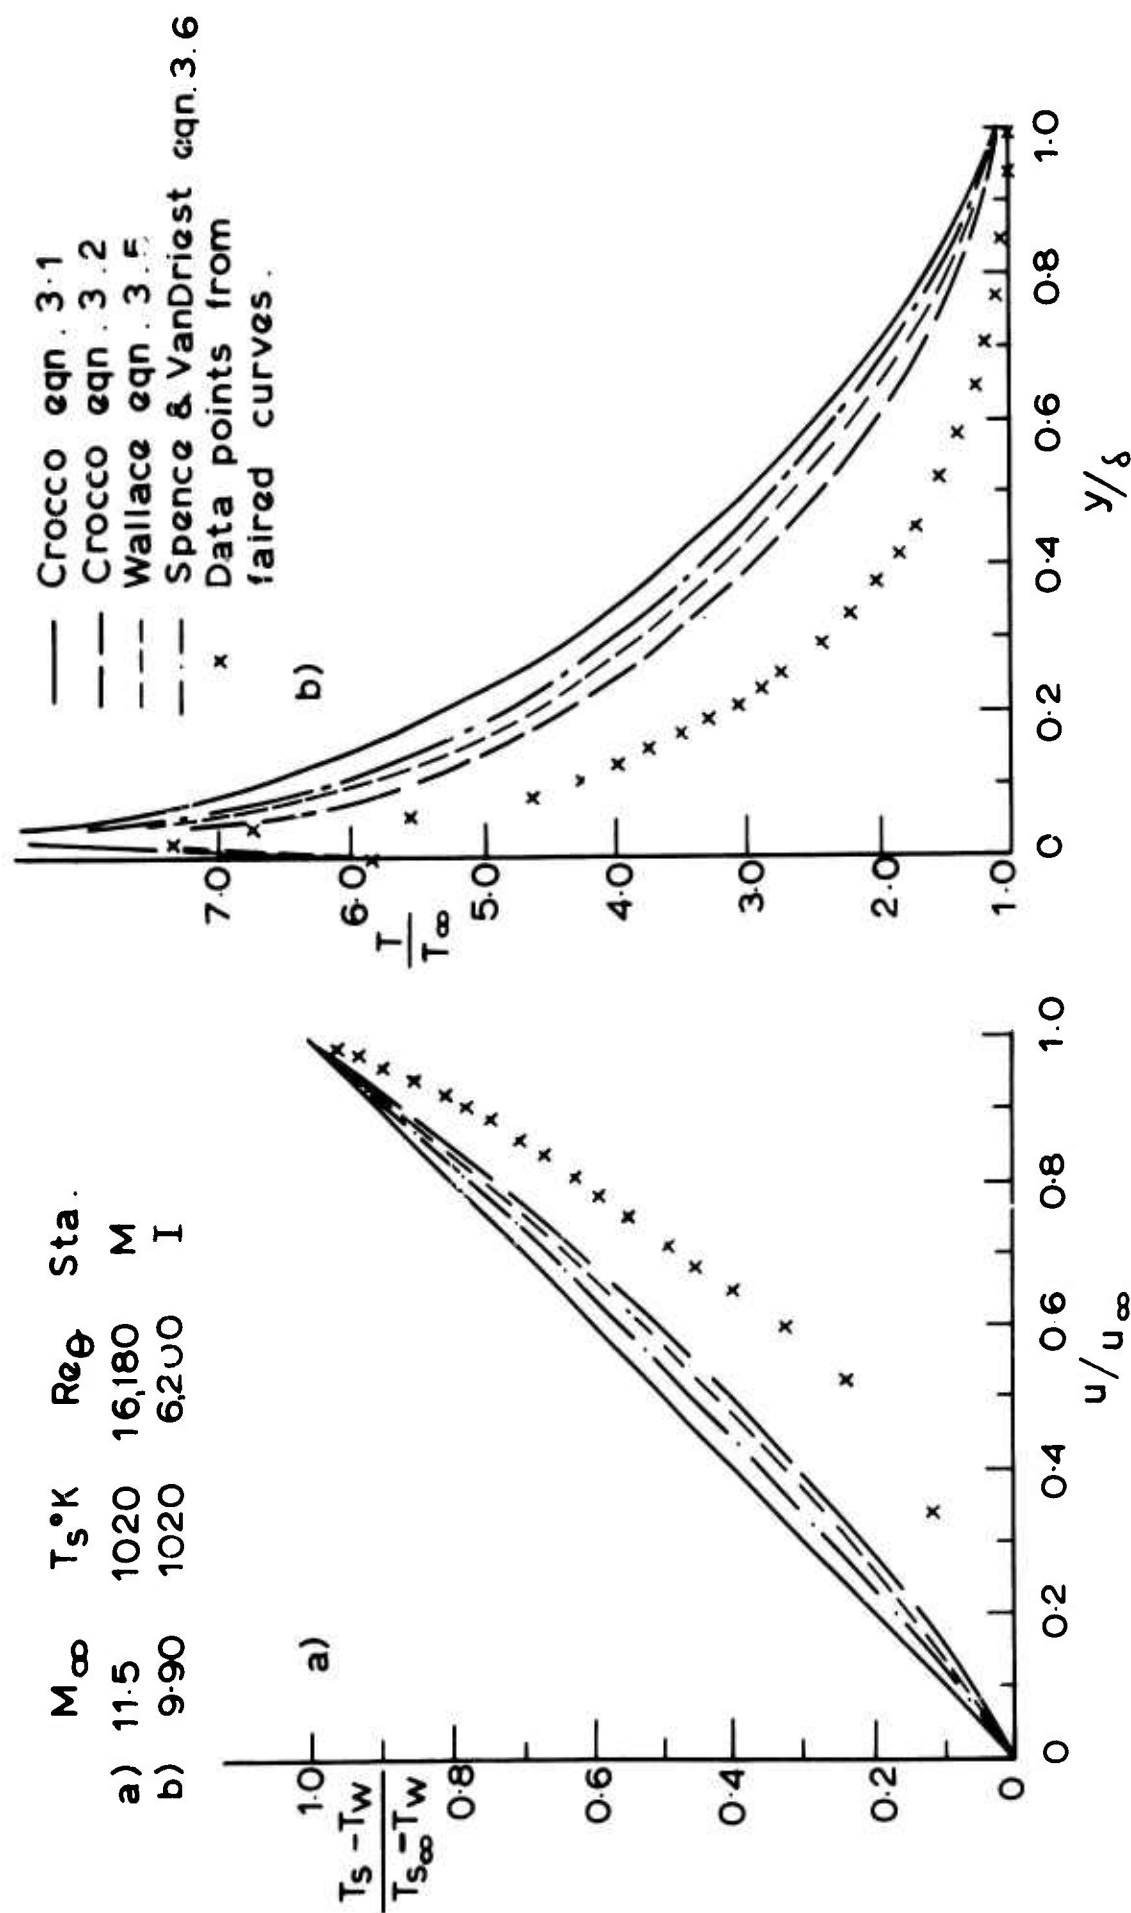 M∞ Ts°K Reθ Sta.
a) 11·5 1020 16,180 M
b) 9·90 1020 6,200 I
Crocco eqn. 3·1
Crocco eqn. 3.2
Wallace eqn. 3.5
Spence & VanDriest eqn. 3.6
Data points from
faired curves.
a)
Ts - Tw
Ts∞ - Tw
1·0
0·8
0·6
0·4
0·2
0
0 0·2 0·4 0·6 0·8 1·0
u/u∞
b)
T
T∞
7·0
6·0
5·0
4·0
3·0
2·0
1·0
0 0·2 0·4 0·6 0·8 1·0
y/δ